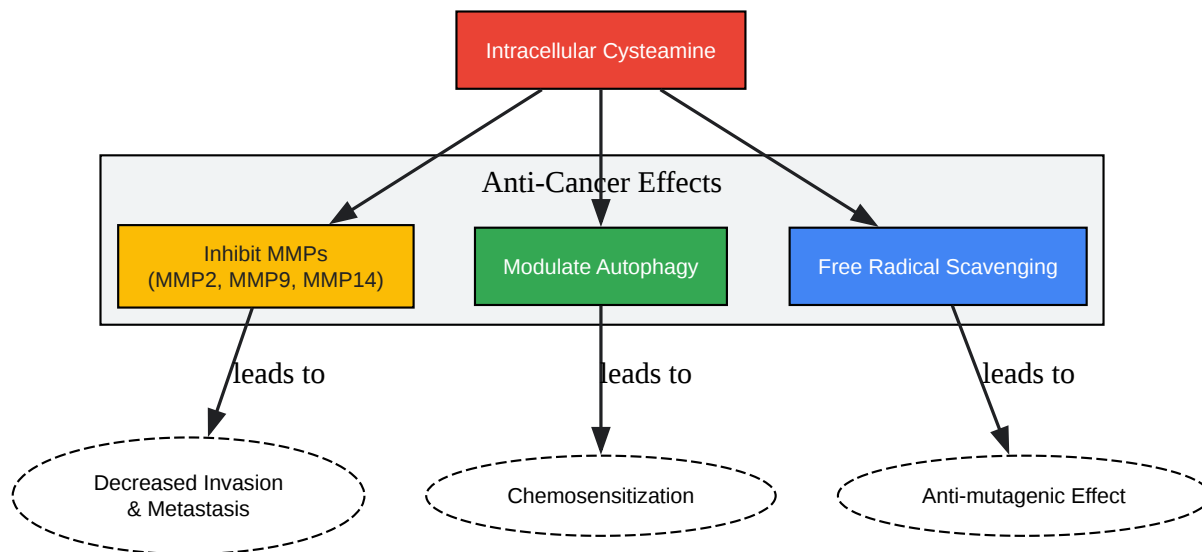 Intracellular Cysteamine
Anti-Cancer Effects
Inhibit MMPs
(MMP2, MMP9, MMP14)
Modulate Autophagy
Free Radical Scavenging
leads to
leads to
leads to
Decreased Invasion
& Metastasis
Chemosensitization
Anti-mutagenic Effect